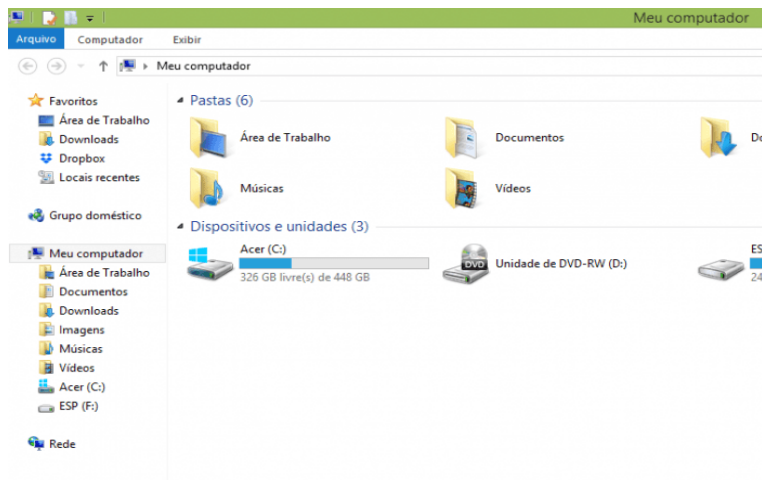 Meu computador
Arquivo Computador Exibir
Meu computador
Favoritos
Área de Trabalho
Downloads
Dropbox
Locais recentes
Grupo doméstico
Meu computador
Área de Trabalho
Documentos
Downloads
Imagens
Músicas
Vídeos
Acer (C:)
ESP (F:)
Rede
Pastas (6)
Área de Trabalho
Documentos
Músicas
Vídeos
Dispositivos e unidades (3)
Acer (C:)
326 GB livre(s) de 448 GB
DVD
Unidade de DVD-RW (D:)